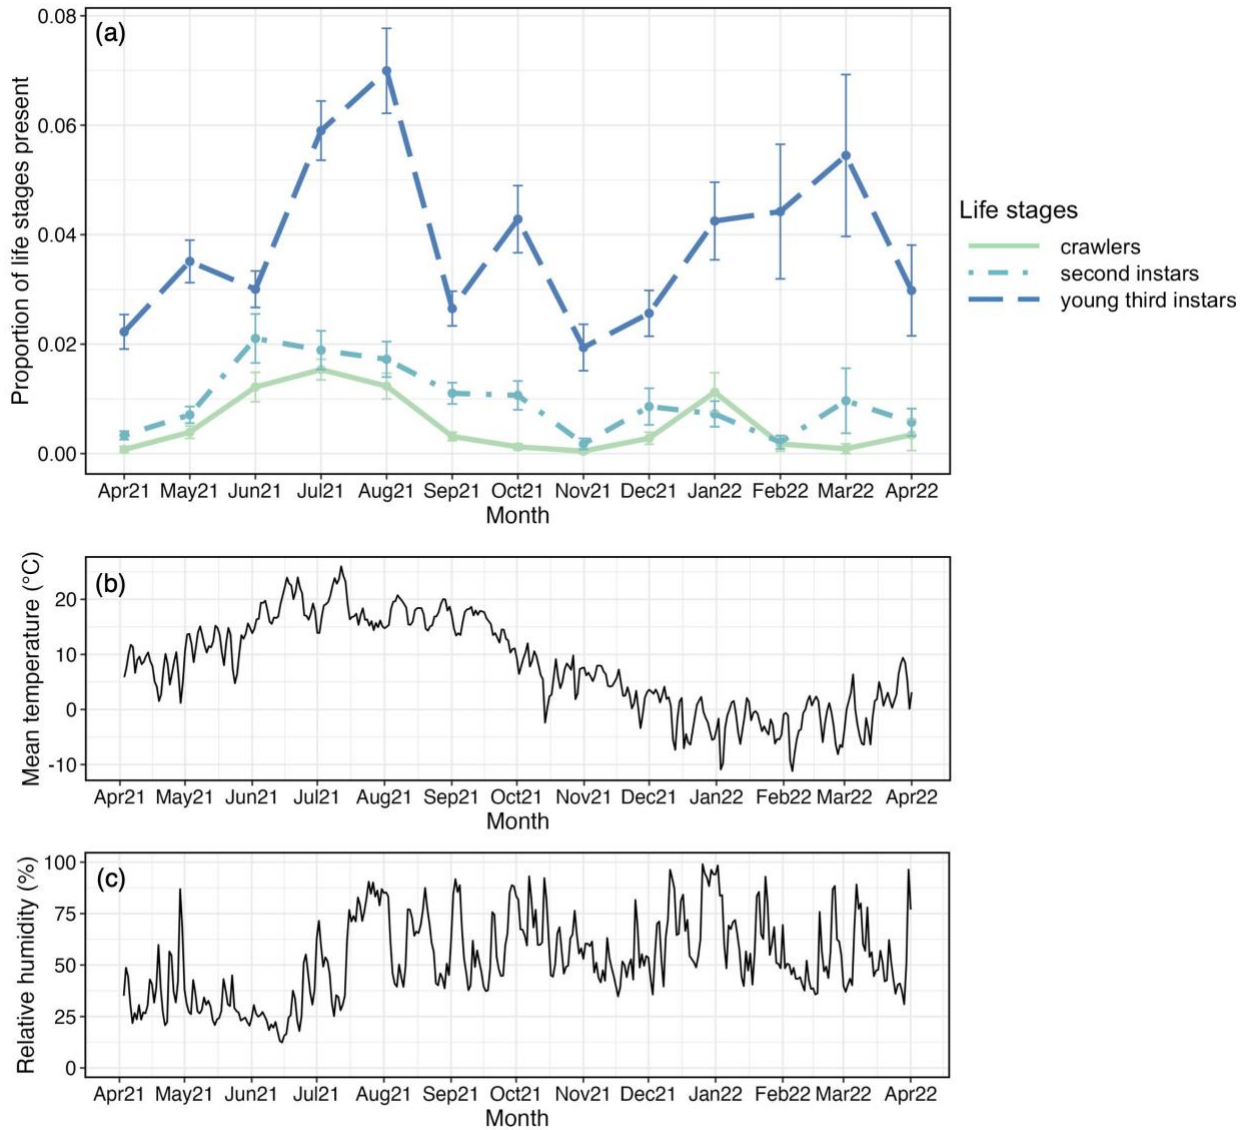 (a)
Proportion of life stages present
0.08
0.06
0.04
0.02
0.00
Apr21 May21 Jun21 Jul21 Aug21 Sep21 Oct21 Nov21 Dec21 Jan22 Feb22 Mar22 Apr22
Month
Life stages
crawlers
second instars
young third instars
(b)
Mean temperature (°C)
20
10
0
-10
Apr21 May21 Jun21 Jul21 Aug21 Sep21 Oct21 Nov21 Dec21 Jan22 Feb22 Mar22 Apr22
Month
(c)
Relative humidity (%)
100
75
50
25
0
Apr21 May21 Jun21 Jul21 Aug21 Sep21 Oct21 Nov21 Dec21 Jan22 Feb22 Mar22 Apr22
Month